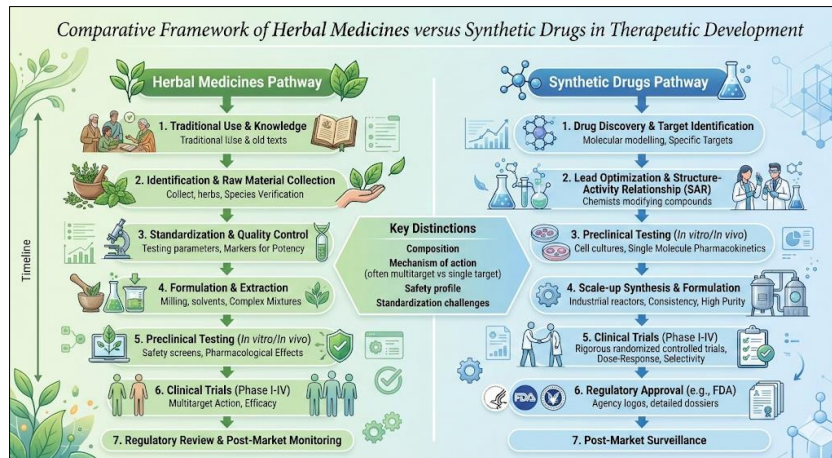 Comparative Framework of Herbal Medicines versus Synthetic Drugs in Therapeutic Development
Timeline
Herbal Medicines Pathway
1. Traditional Use & Knowledge
Traditional Use & old texts
2. Identification & Raw Material Collection
Collect, herbs, Species Verification
3. Standardization & Quality Control
Testing parameters, Markers for Potency
4. Formulation & Extraction
Milling, solvents, Complex Mixtures
5. Preclinical Testing (In vitro/In vivo)
Safety screens, Pharmacological Effects
6. Clinical Trials (Phase I-IV)
Multitarget Action, Efficacy
7. Regulatory Review & Post-Market Monitoring
Key Distinctions
Composition
Mechanism of action
(often multitarget vs single target)
Safety profile
Standardization challenges
Synthetic Drugs Pathway
1. Drug Discovery & Target Identification
Molecular modelling, Specific Targets
2. Lead Optimization & Structure-
Activity Relationship (SAR)
Chemists modifying compounds
3. Preclinical Testing (In vitro/In vivo)
Cell cultures, Single Molecule Pharmacokinetics
4. Scale-up Synthesis & Formulation
Industrial reactors, Consistency, High Purity
5. Clinical Trials (Phase I-IV)
Rigorous randomized controlled trials,
Dose-Response, Selectivity
FDA
6. Regulatory Approval (e.g., FDA)
Agency logos, detailed dossiers
7. Post-Market Surveillance